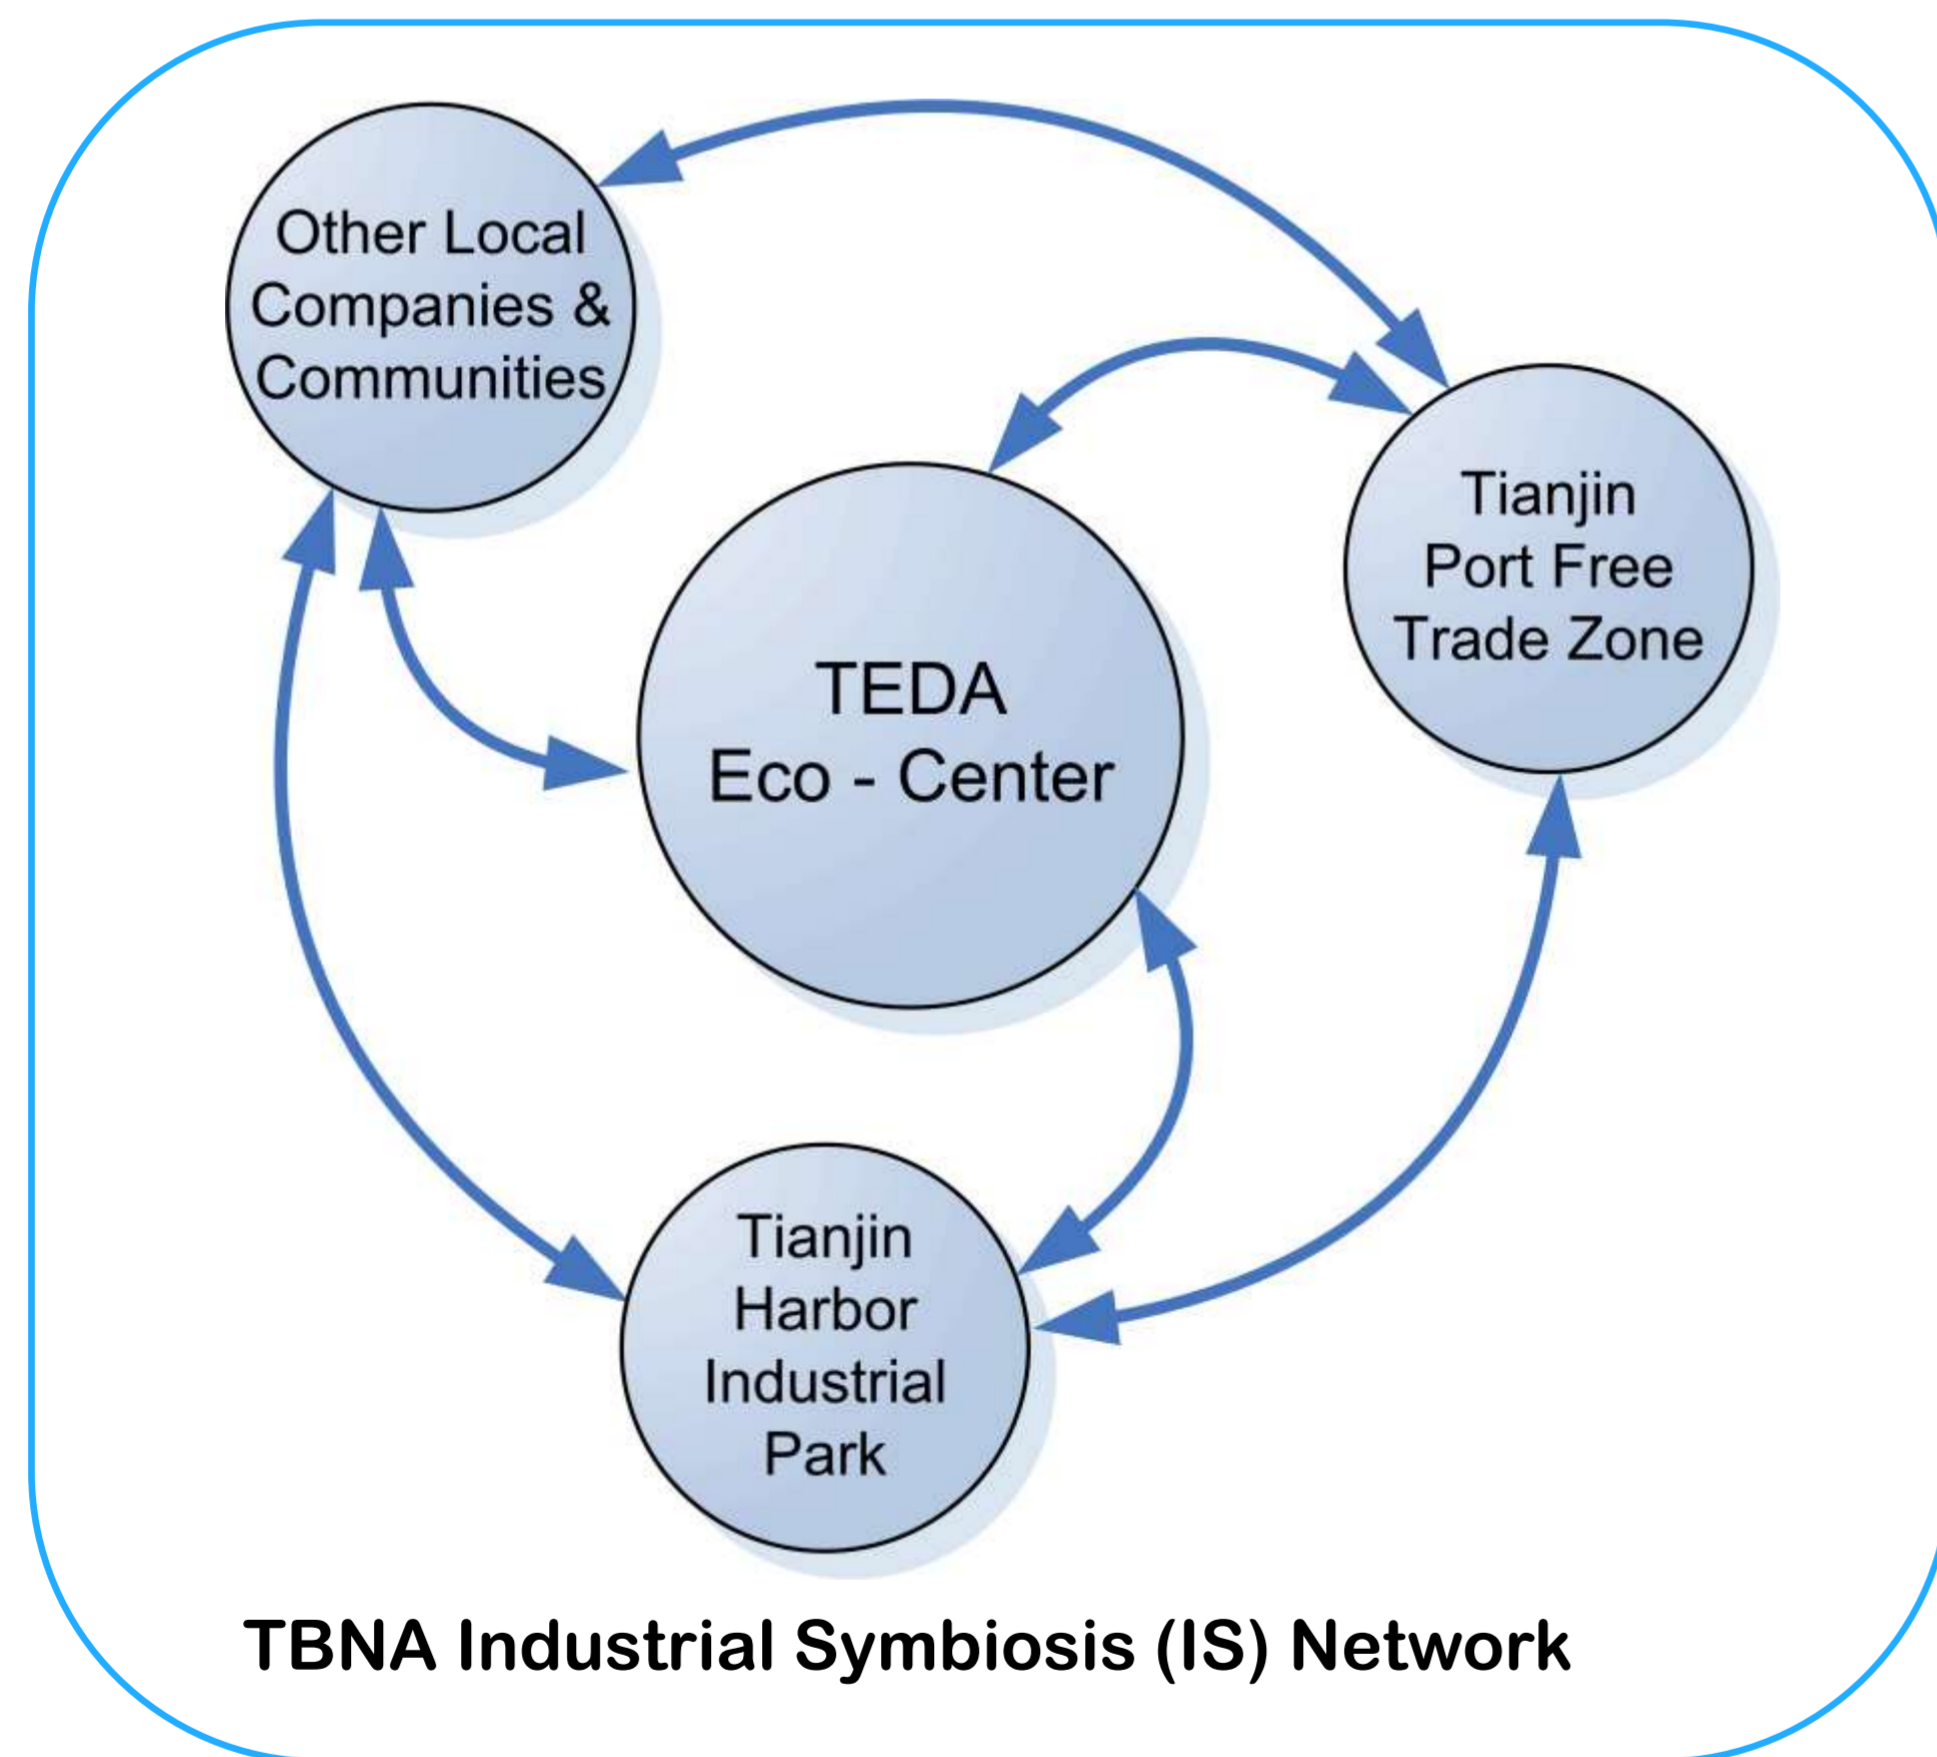 Other Local
Companies &
Communities
Tianjin
Port Free
Trade Zone
TEDA
Eco - Center
Tianjin
Harbor
Industrial
Park
TBNA Industrial Symbiosis (IS) Network